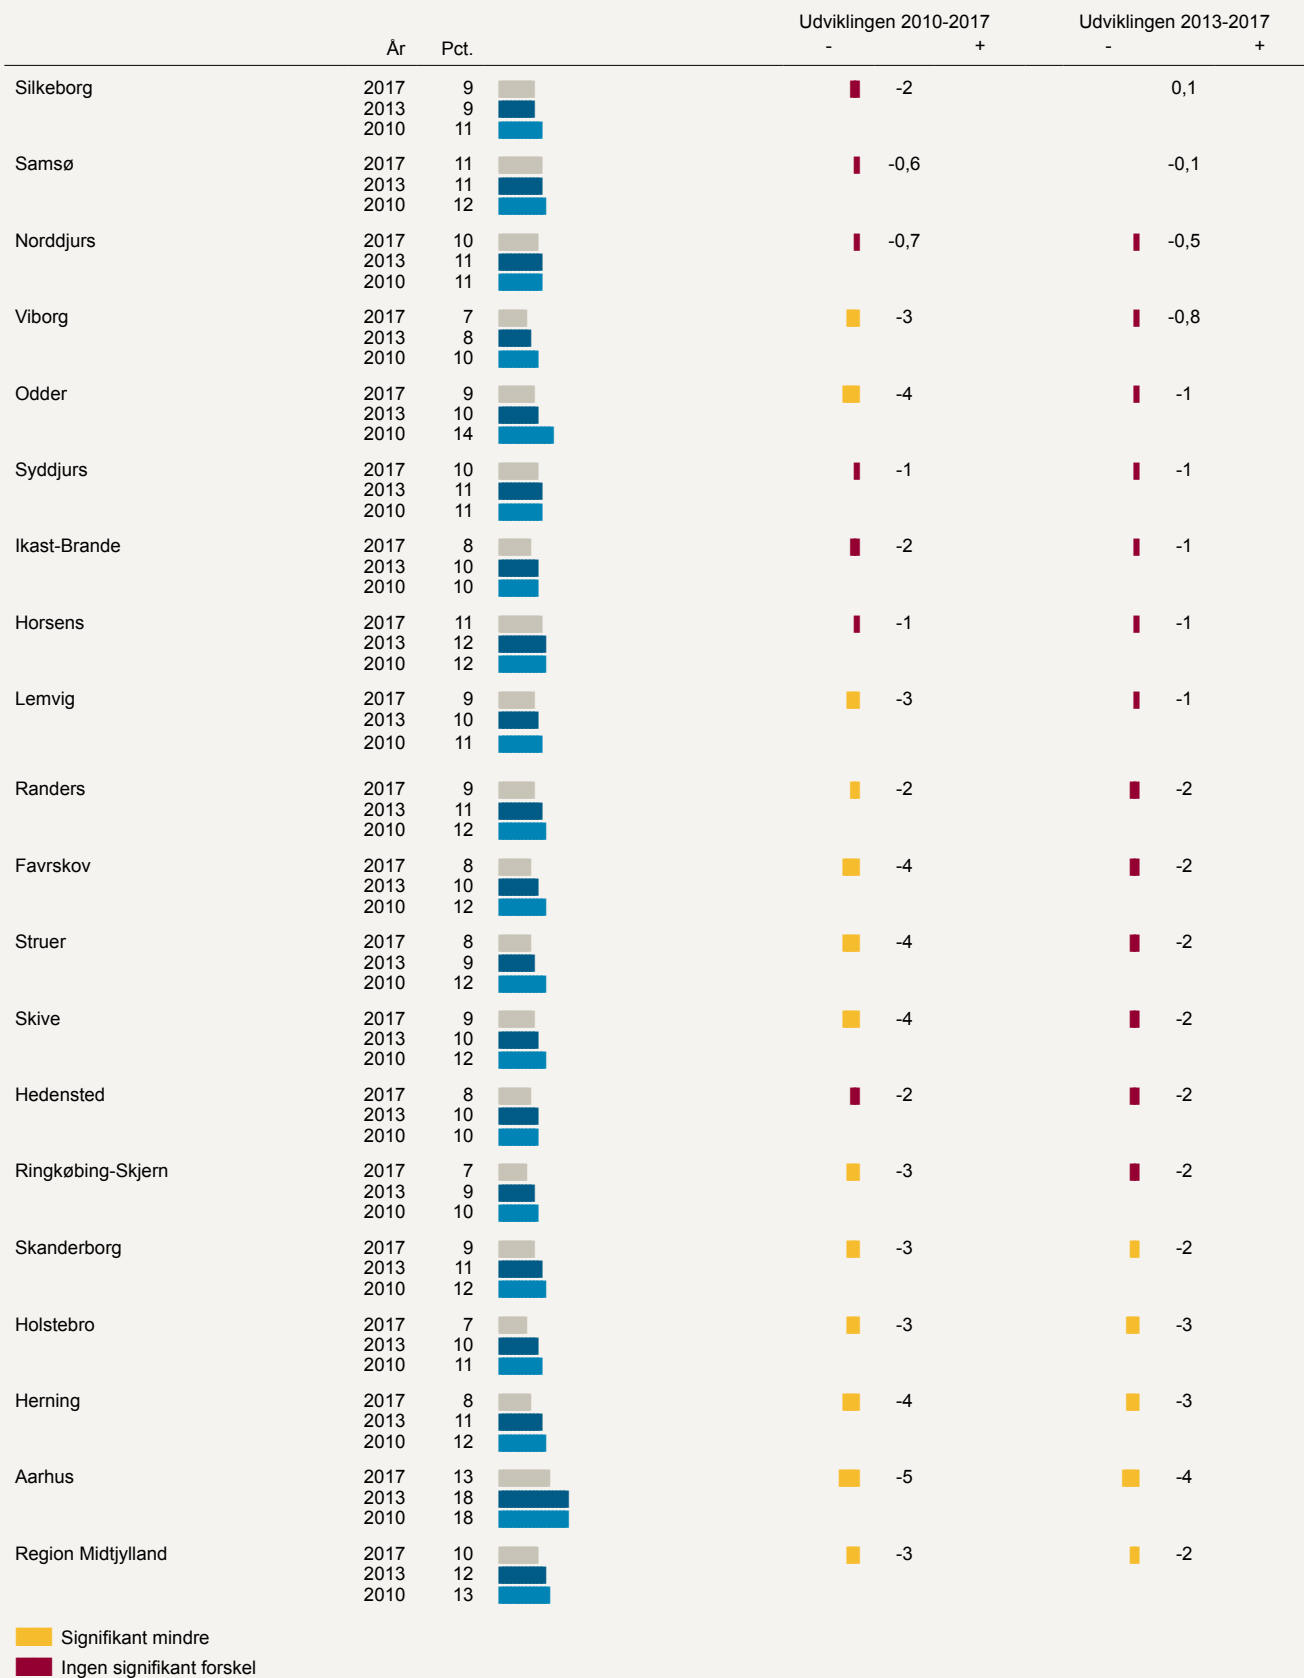 Udviklingen 2010-2017 Udviklingen 2013-2017
År Pct. - + - +
Silkeborg 2017 9 -2 0,1
2013 9
2010 11
Samsø 2017 11 -0,6 -0,1
2013 11
2010 12
Norddjurs 2017 10 -0,7 -0,5
2013 11
2010 11
Viborg 2017 7 -3 -0,8
2013 8
2010 10
Odder 2017 9 -4 -1
2013 10
2010 14
Syddjurs 2017 10 -1 -1
2013 11
2010 11
Ikast-Brande 2017 8 -2 -1
2013 10
2010 10
Horsens 2017 11 -1 -1
2013 12
2010 12
Lemvig 2017 9 -3 -1
2013 10
2010 11
Randers 2017 9 -2 -2
2013 11
2010 12
Favrskov 2017 8 -4 -2
2013 10
2010 12
Struer 2017 8 -4 -2
2013 9
2010 12
Skive 2017 9 -4 -2
2013 10
2010 12
Hedensted 2017 8 -2 -2
2013 10
2010 10
Ringkøbing-Skjern 2017 7 -3 -2
2013 9
2010 10
Skanderborg 2017 9 -3 -2
2013 11
2010 12
Holstebro 2017 7 -3 -3
2013 10
2010 11
Herning 2017 8 -4 -3
2013 11
2010 12
Aarhus 2017 13 -5 -4
2013 18
2010 18
Region Midtjylland 2017 10 -3 -2
2013 12
2010 13
Signifikant mindre
Ingen signifikant forskel